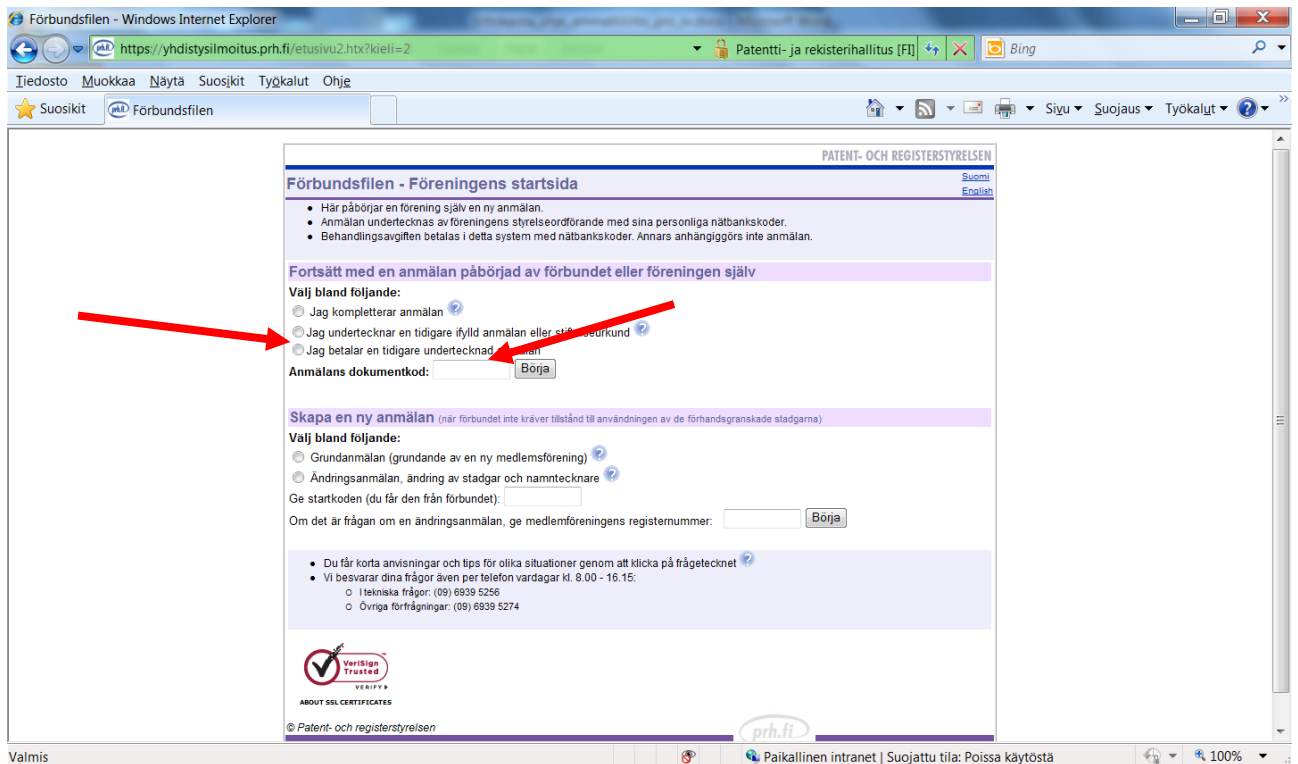 Förbundsfilen - Windows Internet Explorer
https://yhdistysilmoitus.prh.fi/etusivu2.htx?kieli=2
Patentti- ja rekisterihallitus [FI]
Bing
Tiedosto Muokkaa Näytä Suosikit Työkalut Ohje
Suosikit Förbundsfilen Sivu Suojaus Työkalut
PATENT- OCH REGISTERSTYRELSEN
Förbundsfilen - Föreningens startsida
Suomi
English
Här påbörjar en förening själv en ny anmälan.
Anmälan undertecknas av föreningens styrelseordförande med sina personliga nätbankskoder.
Behandlingsavgiften betalas i detta system med nätbankskoder. Annars anhängiggörs inte anmälan.
Fortsätt med en anmälan påbörjad av förbundet eller föreningen själv
Välj bland följande:
Jag kompletterar anmälan ?
Jag undertecknar en tidigare ifylld anmälan eller stiftelseurkund ?
Jag betalar en tidigare undertecknad anmälan
Anmälans dokumentkod: Börja
Skapa en ny anmälan (när förbundet inte kräver tillstånd till användningen av de förhandsgranskade stadgarna)
Välj bland följande:
Grundanmälan (grundande av en ny medlemsförening) ?
Ändringsanmälan, ändring av stadgar och namntecknare ?
Ge startkoden (du får den från förbundet):
Om det är frågan om en ändringsanmälan, ge medlemföreningens registernummer: Börja
Du får korta anvisningar och tips för olika situationer genom att klicka på frågetecknet ?
Vi besvarar dina frågor även per telefon vardagar kl. 8.00 - 16.15:
I tekniska frågor: (09) 6939 5256
Övriga förfrågningar: (09) 6939 5274
VeriSign
Trusted
VERIFY
ABOUT SSL CERTIFICATES
© Patent- och registerstyrelsen
prh.fi
Valmis Paikallinen intranet | Suojattu tila: Poissa käytöstä 100%